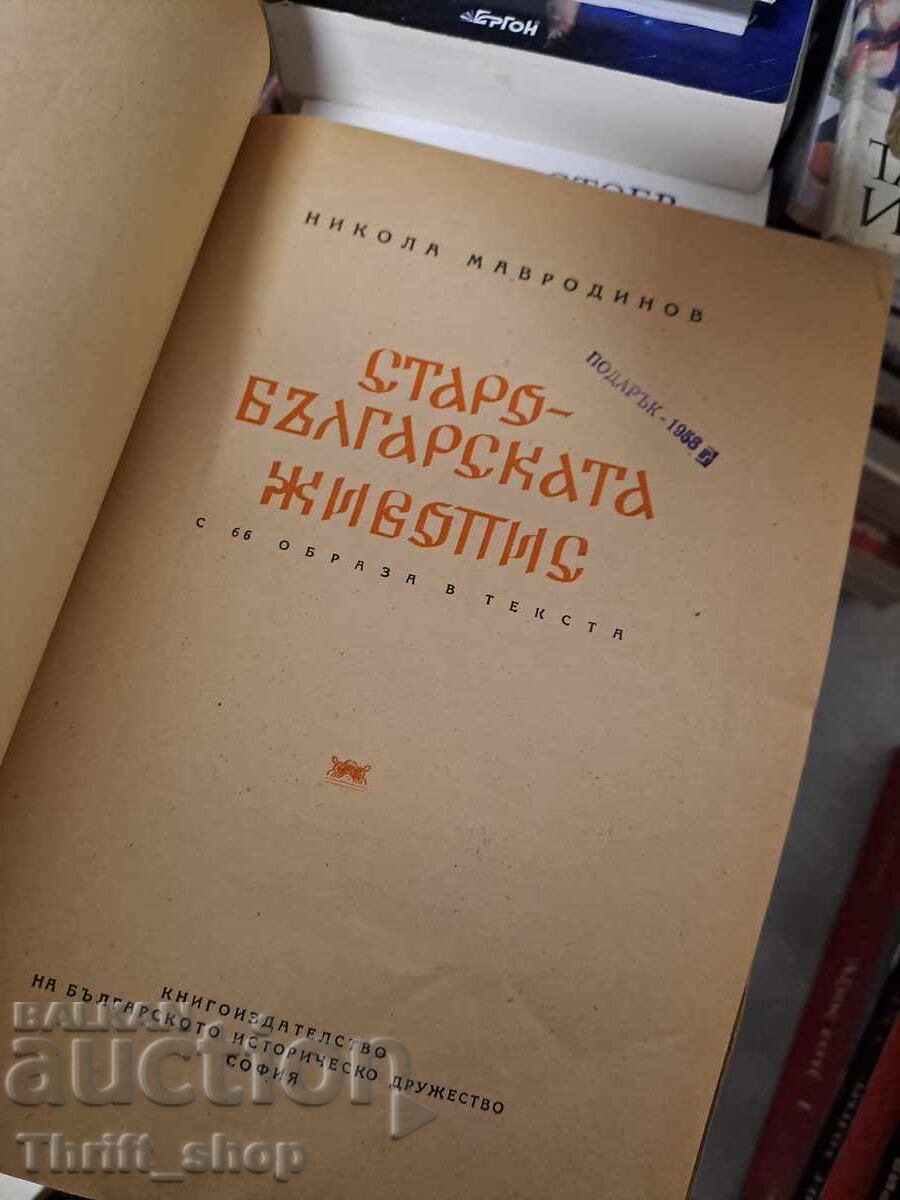 ЕРГОН
СТОЕВ
НИКОЛА МАВРОДИНОВ
ПОДАРЪК - 1958 г
СТАРО-
БЪЛГАРСКАТА
ЖИВОПИС
С 66 ОБРАЗА В ТЕКСТА
КНИГОИЗДАТЕЛСТВО
НА БЪЛГАРСКОТО ИСТОРИЧЕСКО ДРУЖЕСТВО
СОФИЯ
BALKAN
auction
Thrift_shop